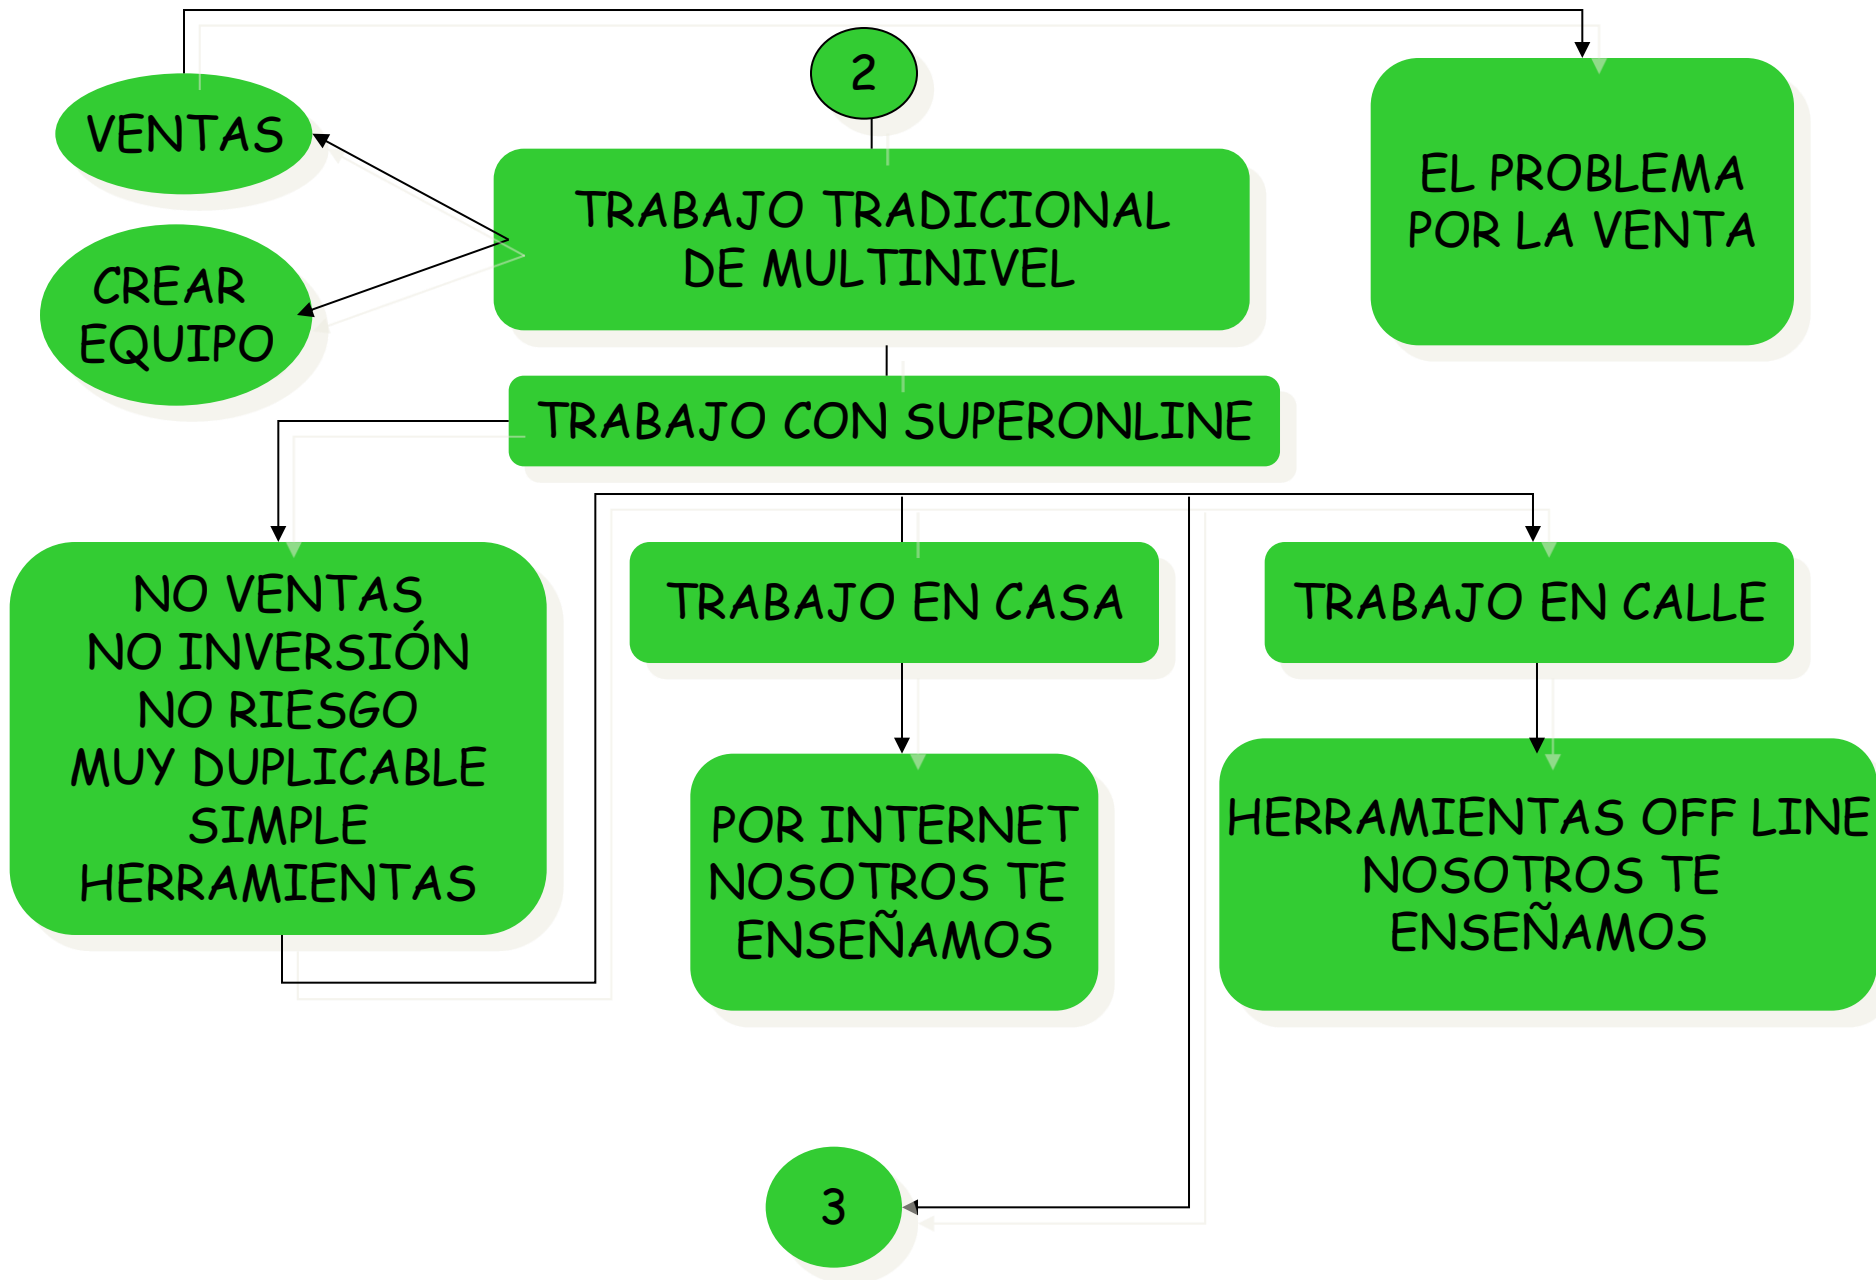 2
VENTAS
CREAR
EQUIPO
TRABAJO TRADICIONAL
DE MULTINIVEL
EL PROBLEMA
POR LA VENTA
TRABAJO CON SUPERONLINE
NO VENTAS
NO INVERSIÓN
NO RIESGO
MUY DUPLICABLE
SIMPLE
HERRAMIENTAS
TRABAJO EN CASA
POR INTERNET
NOSOTROS TE
ENSEÑAMOS
TRABAJO EN CALLE
HERRAMIENTAS OFF LINE
NOSOTROS TE
ENSEÑAMOS
3